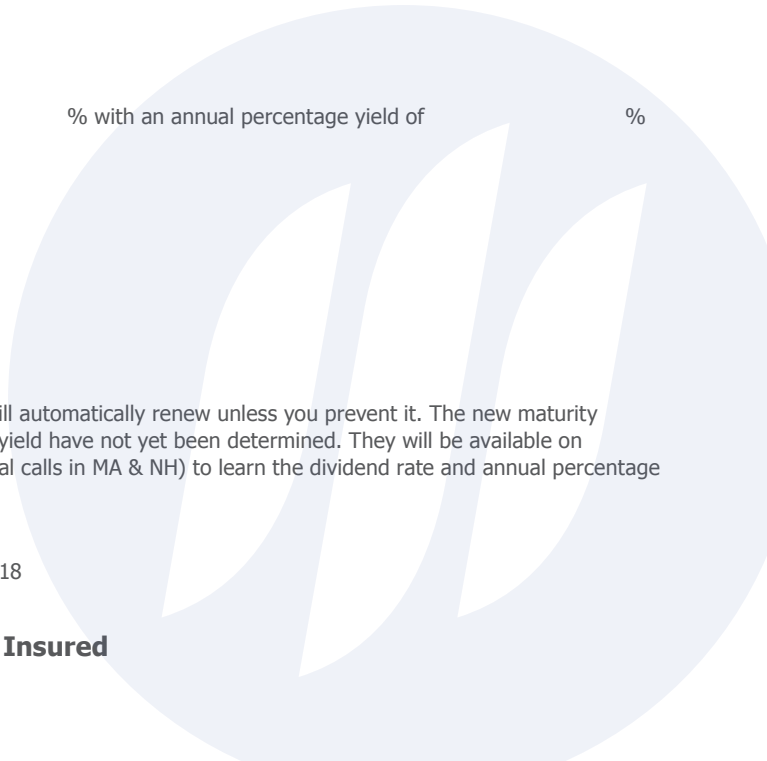 % with an annual percentage yield of %
ill automatically renew unless you prevent it. The new maturity
yield have not yet been determined. They will be available on
al calls in MA & NH) to learn the dividend rate and annual percentage
18
Insured